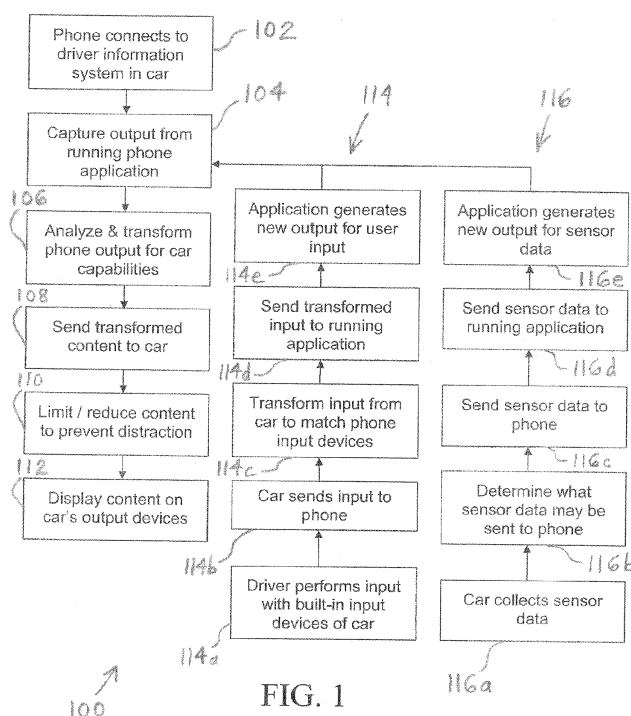 Phone connects to
driver information
system in car
102
Capture output from
running phone
application
104
106
Analyze & transform
phone output for car
capabilities
108
Send transformed
content to car
110
Limit / reduce content
to prevent distraction
112
Display content on
car's output devices
114
Application generates
new output for user
input
114e
Send transformed
input to running
application
114d
Transform input from
car to match phone
input devices
114c
Car sends input to
phone
114b
Driver performs input
with built-in input
devices of car
114a
116
Application generates
new output for sensor
data
116e
Send sensor data to
running application
116d
Send sensor data to
phone
116c
Determine what
sensor data may be
sent to phone
116b
Car collects sensor
data
116a
100
FIG. 1